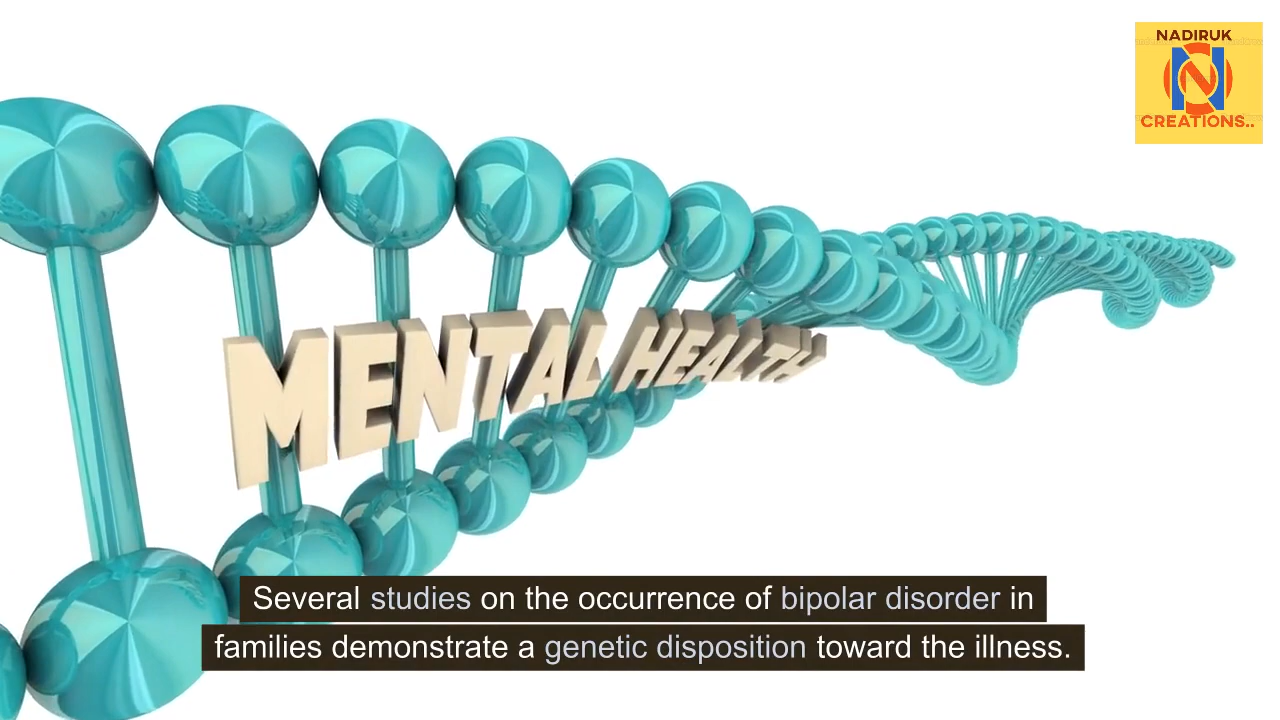 NADIRUK
N
CREATIONS..
MENTAL HEALTH
Several studies on the occurrence of bipolar disorder in
families demonstrate a genetic disposition toward the illness.